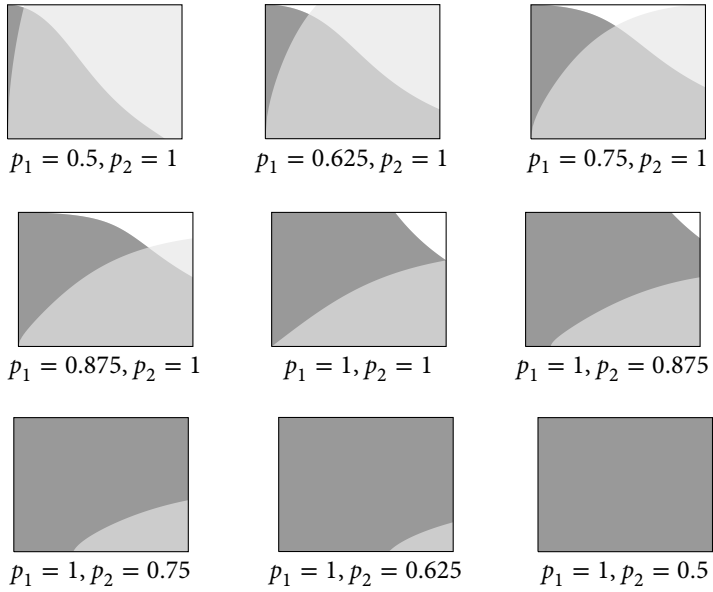 p₁ = 0.5, p₂ = 1
p₁ = 0.625, p₂ = 1
p₁ = 0.75, p₂ = 1
p₁ = 0.875, p₂ = 1
p₁ = 1, p₂ = 1
p₁ = 1, p₂ = 0.875
p₁ = 1, p₂ = 0.75
p₁ = 1, p₂ = 0.625
p₁ = 1, p₂ = 0.5